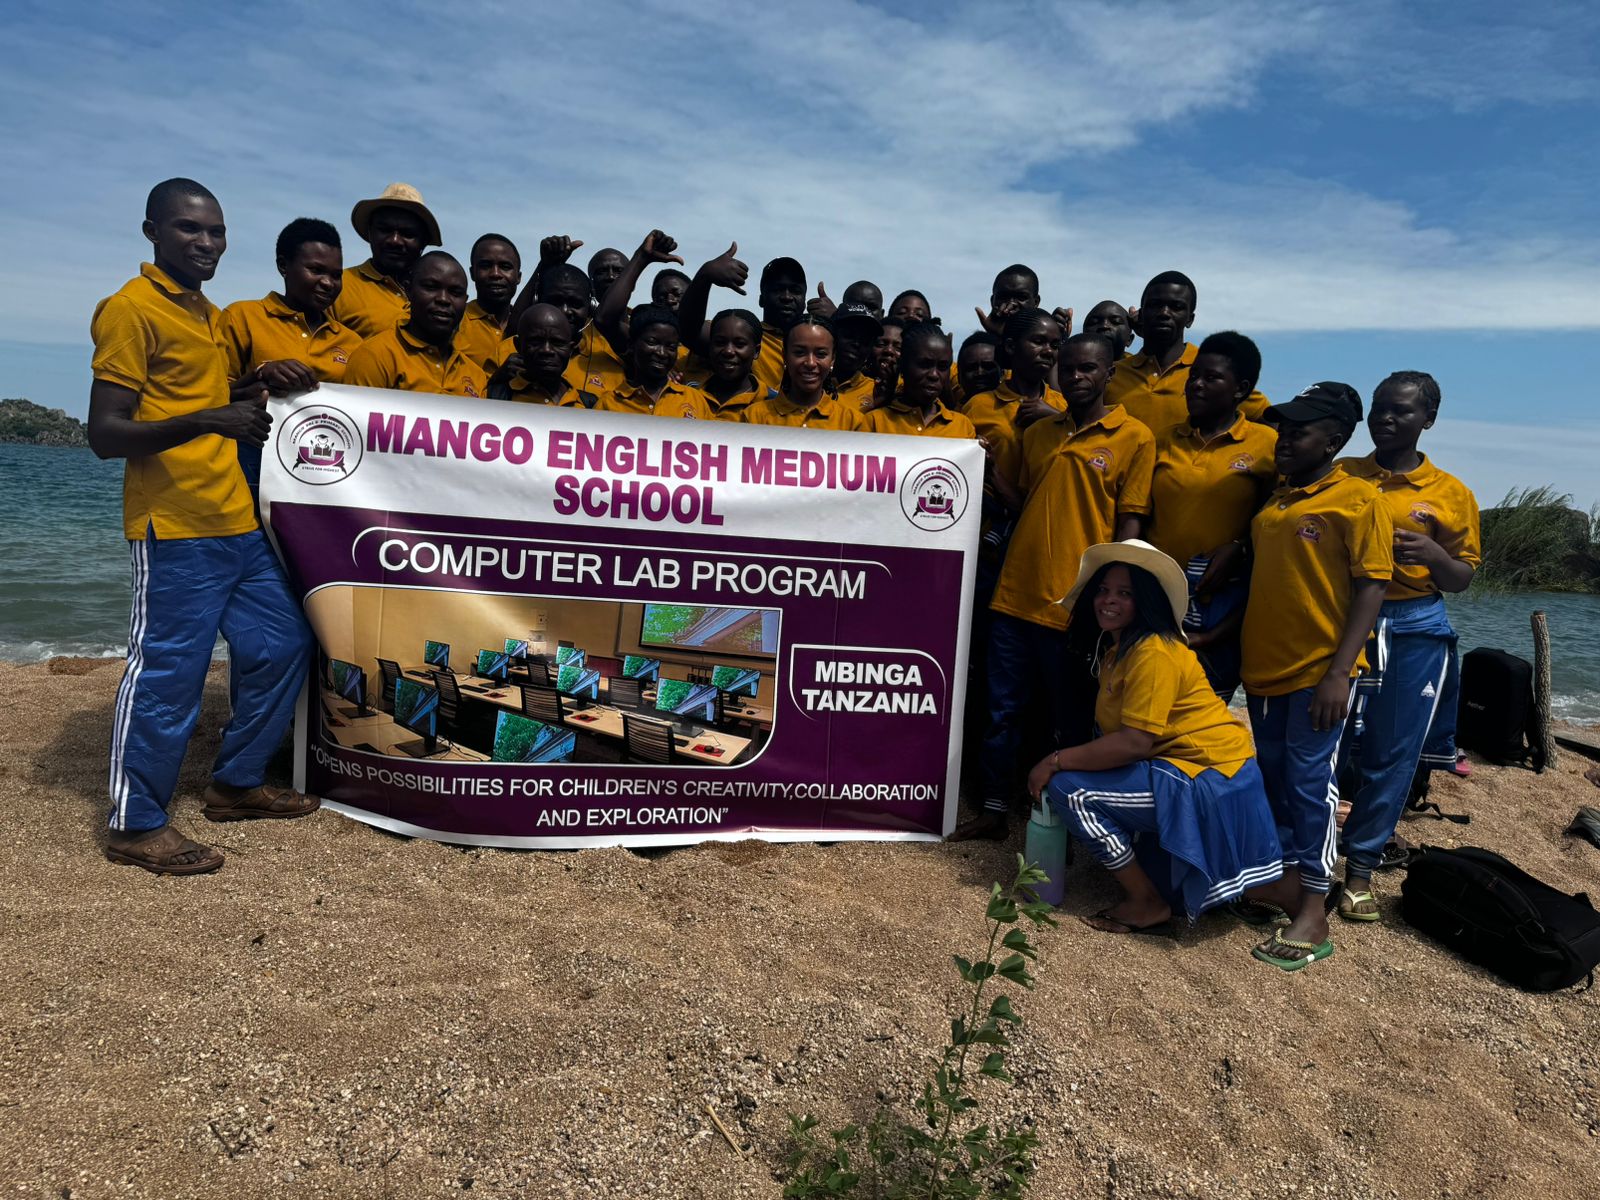 MANGO ENGLISH MEDIUM
SCHOOL
COMPUTER LAB PROGRAM
MBINGA
TANZANIA
"OPENS POSSIBILITIES FOR CHILDREN'S CREATIVITY,COLLABORATION
AND EXPLORATION"